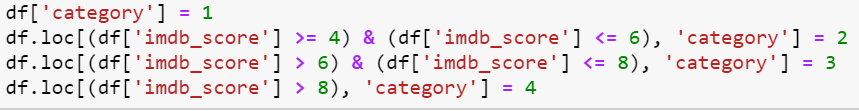 df['category'] = 1
df.loc[(df['imdb_score'] >= 4) & (df['imdb_score'] <= 6), 'category'] = 2
df.loc[(df['imdb_score'] > 6) & (df['imdb_score'] <= 8), 'category'] = 3
df.loc[(df['imdb_score'] > 8), 'category'] = 4